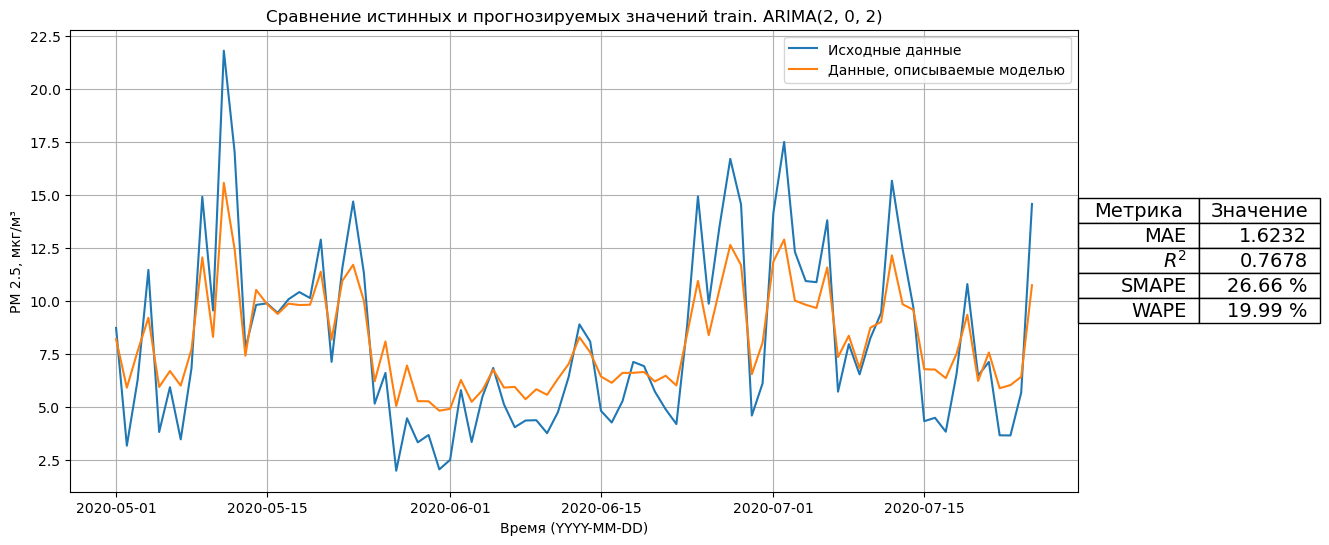 Сравнение истинных и прогнозируемых значений train. ARIMA(2, 0, 2)
22.5
20.0
17.5
15.0
12.5
10.0
7.5
5.0
2.5
PM 2.5, мкг/м³
Исходные данные
Данные, описываемые моделью
2020-05-01 2020-05-15 2020-06-01 2020-06-15 2020-07-01 2020-07-15
Время (YYYY-MM-DD)
Метрика Значение
MAE 1.6232
R² 0.7678
SMAPE 26.66 %
WAPE 19.99 %